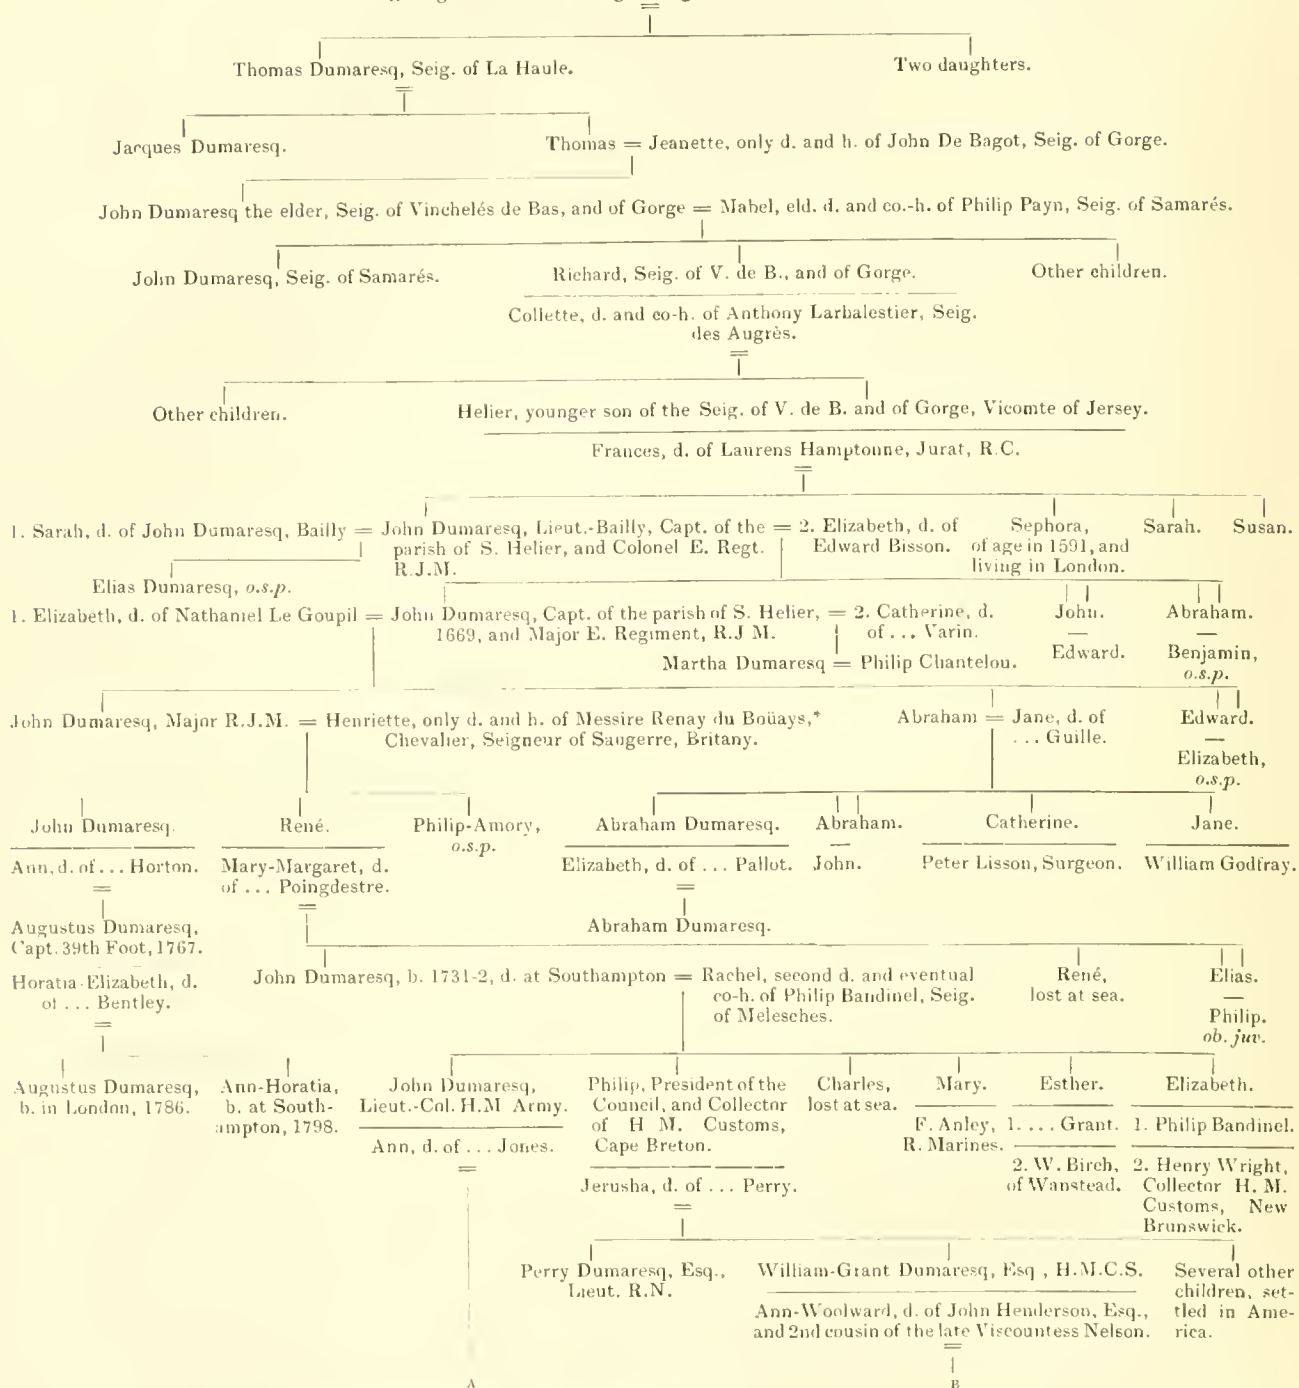 Thomas Dumaresq, Seig. of La Haule. Two daughters.
Jacques Dumaresq. Thomas = Jeanette, only d. and h. of John De Bagot, Seig. of Gorge.
John Dumaresq the elder, Seig. of Vinchelés de Bas, and of Gorge = Mabel, eld. d. and co.-h. of Philip Payn, Seig. of Samarés.
John Dumaresq, Seig. of Samarés. Richard, Seig. of V. de B., and of Gorge. Other children.
Collette, d. and co-h. of Anthony Larbalestier, Seig.
des Augrès.
Other children. Helier, younger son of the Seig. of V. de B. and of Gorge, Vicomte of Jersey.
Frances, d. of Laurens Hamptonne, Jurat, R.C.
1. Sarah, d. of John Dumaresq, Bailly = John Dumaresq, Lieut.-Bailly, Capt. of the = 2. Elizabeth, d. of Sephora, Sarah. Susan.
parish of S. Helier, and Colonel E. Regt. Edward Bisson. of age in 1591, and
R.J.M. living in London.
Elias Dumaresq, o.s.p.
1. Elizabeth, d. of Nathaniel Le Goupil = John Dumaresq, Capt. of the parish of S. Helier, = 2. Catherine, d. John. Abraham.
1669, and Major E. Regiment, R.J M. of ... Varin. — —
Martha Dumaresq = Philip Chantelou. Edward. Benjamin,
o.s.p.
John Dumaresq, Major R.J.M. = Henriette, only d. and h. of Messire Renay du Boüays,* Abraham = Jane, d. of Edward.
Chevalier, Seigneur of Saugerre, Britany. ... Guille. —
Elizabeth,
o.s.p.
John Dumaresq. René. Philip-Amory, Abraham Dumaresq. Abraham. Catherine. Jane.
o.s.p. —
Ann, d. of ... Horton. Mary-Margaret, d. Elizabeth, d. of ... Pallot. John. Peter Lisson, Surgeon. William Godfray.
= of ... Poingdestre. =
Augustus Dumaresq, = Abraham Dumaresq.
Capt. 39th Foot, 1767.
Horatia-Elizabeth, d. John Dumaresq, b. 1731-2, d. at Southampton = Rachel, second d. and eventual René, Elias.
of ... Bentley. co-h. of Philip Bandinel, Seig. lost at sea. —
= of Melesches. Philip.
ob. juv.
Augustus Dumaresq, Ann-Horatia, John Dumaresq, Philip, President of the Charles, Mary. Esther. Elizabeth.
b. in London, 1786. b. at South- Lieut.-Col. H.M Army. Council, and Collector lost at sea.
ampton, 1798. of H M. Customs, F. Anley, 1. ... Grant. 1. Philip Bandinel.
Ann, d. of ... Jones. Cape Breton. R. Marines.
= Jerusha, d. of ... Perry. 2. W. Birch, 2. Henry Wright,
= of Wanstead. Collector H. M.
Customs, New
Brunswick.
Perry Dumaresq, Esq., William-Grant Dumaresq, Esq , H.M.C.S. Several other
Lieut. R.N. children, set-
Ann-Woolward, d. of John Henderson, Esq., tled in Ame-
and 2nd cousin of the late Viscountess Nelson. rica.
=
A B